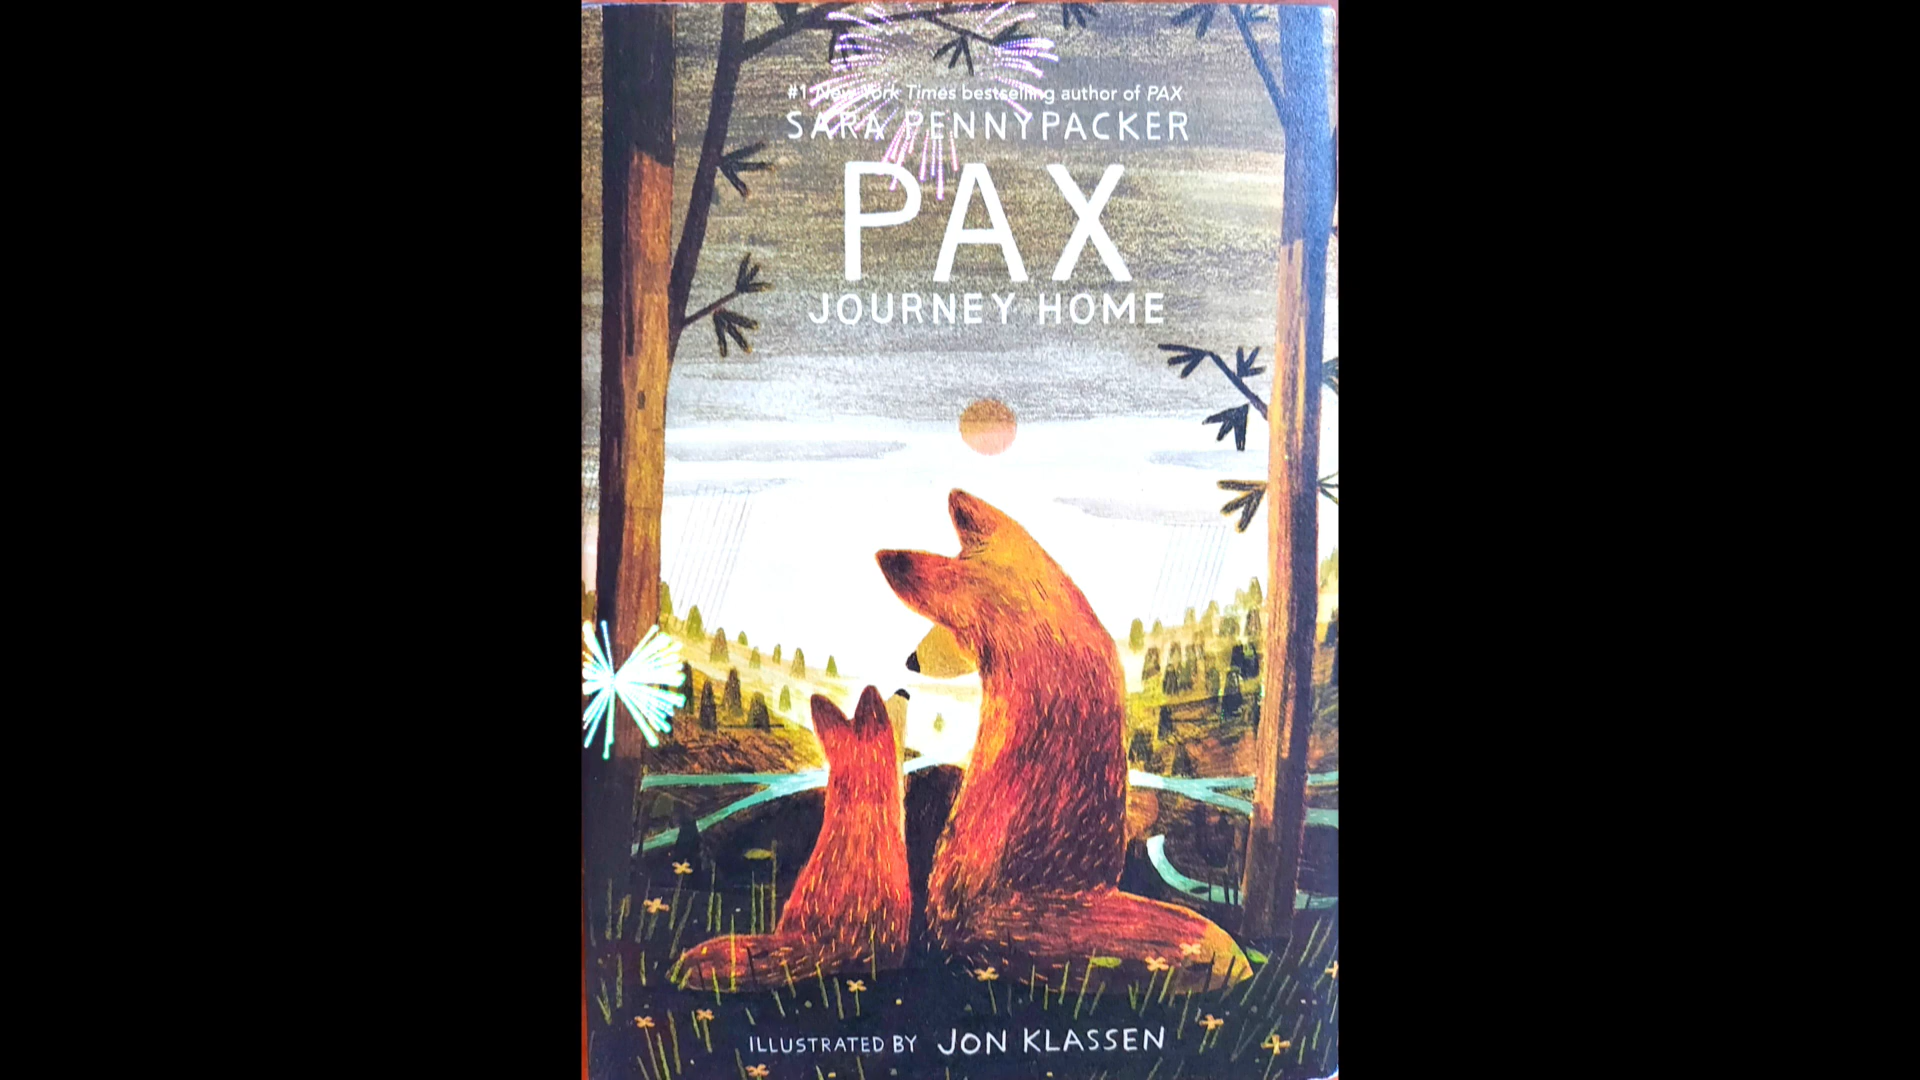 #1 New York Times bestselling author of PAX
SARA PENNYPACKER
PAX
JOURNEY HOME
ILLUSTRATED BY JON KLASSEN